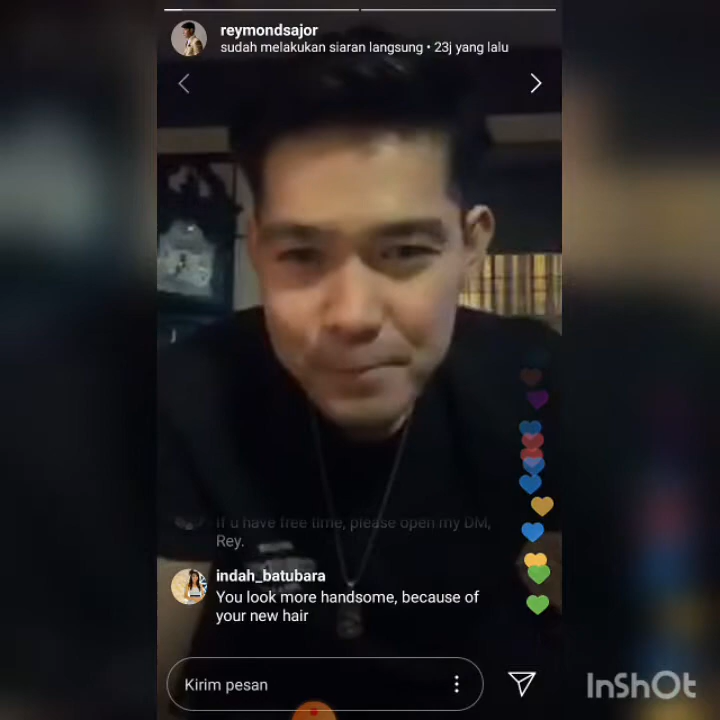 reymondsajor
sudah melakukan siaran langsung • 23j yang lalu
If u have free time, please open my DM,
Rey.
indah_batubara
You look more handsome, because of
your new hair
Kirim pesan
InShOt